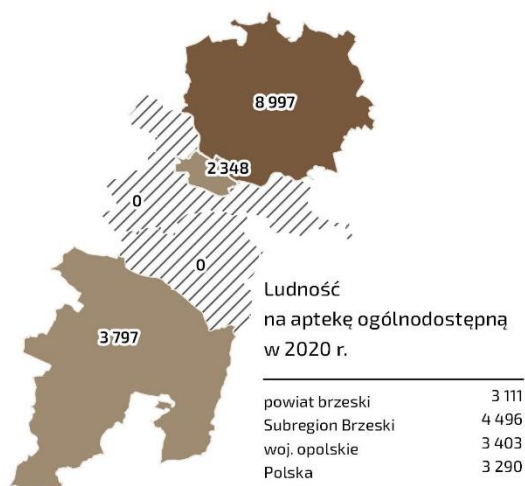 8 997
2 348
0
0
3 797
Ludność
na aptekę ogólnodostępną
w 2020 r.
powiat brzeski 3 111
Subregion Brzeski 4 496
woj. opolskie 3 403
Polska 3 290